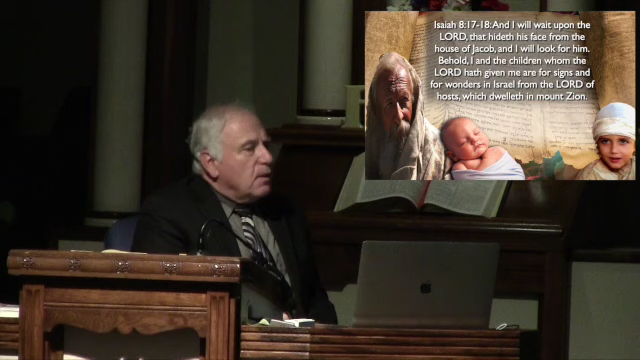 Isaiah 8:17-18: And I will wait upon the
LORD, that hideth his face from the
house of Jacob, and I will look for him.
Behold, I and the children whom the
LORD hath given me are for signs and
for wonders in Israel from the LORD of
hosts, which dwelleth in mount Zion.